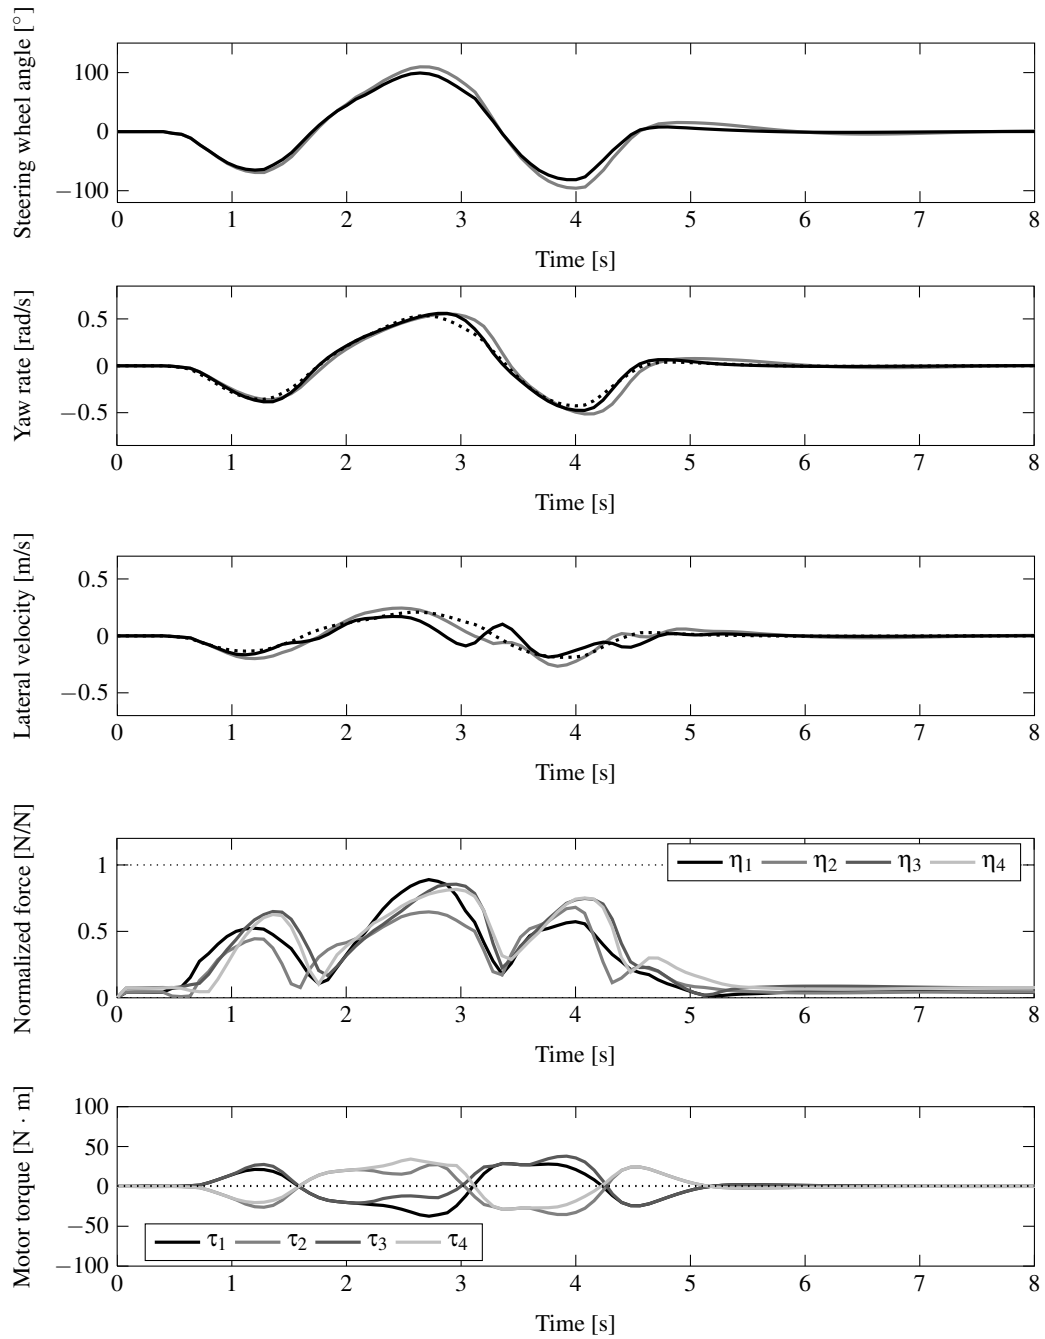 Steering wheel angle [°]
100
0
−100
0 1 2 3 4 5 6 7 8
Time [s]
Yaw rate [rad/s]
0.5
0
−0.5
0 1 2 3 4 5 6 7 8
Time [s]
Lateral velocity [m/s]
0.5
0
−0.5
0 1 2 3 4 5 6 7 8
Time [s]
Normalized force [N/N]
1
0.5
0
η1 η2 η3 η4
0 1 2 3 4 5 6 7 8
Time [s]
Motor torque [N · m]
100
50
0
−50
−100
τ1 τ2 τ3 τ4
0 1 2 3 4 5 6 7 8
Time [s]